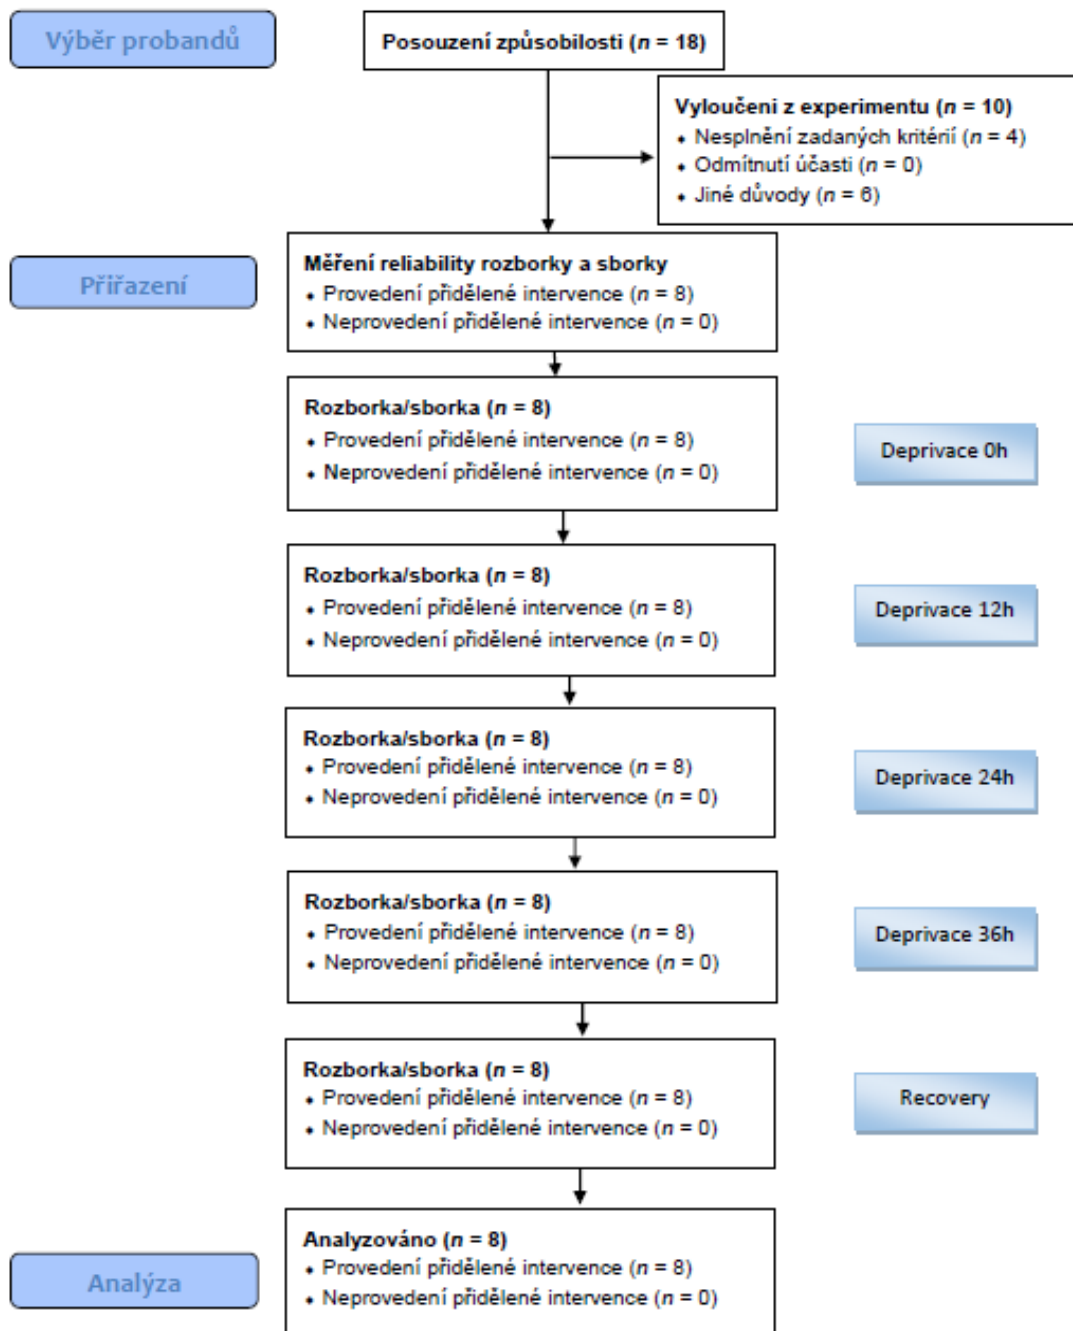 Výběr probandů
Posouzení způsobilosti (n = 18)
Vyloučeni z experimentu (n = 10)
• Nesplnění zadaných kritérií (n = 4)
• Odmítnutí účasti (n = 0)
• Jiné důvody (n = 6)
Přiřazení
Měření reliability rozborky a sborky
• Provedení přidělené intervence (n = 8)
• Neprovedení přidělené intervence (n = 0)
Rozborka/sborka (n = 8)
• Provedení přidělené intervence (n = 8)
• Neprovedení přidělené intervence (n = 0)
Deprivace 0h
Rozborka/sborka (n = 8)
• Provedení přidělené intervence (n = 8)
• Neprovedení přidělené intervence (n = 0)
Deprivace 12h
Rozborka/sborka (n = 8)
• Provedení přidělené intervence (n = 8)
• Neprovedení přidělené intervence (n = 0)
Deprivace 24h
Rozborka/sborka (n = 8)
• Provedení přidělené intervence (n = 8)
• Neprovedení přidělené intervence (n = 0)
Deprivace 36h
Rozborka/sborka (n = 8)
• Provedení přidělené intervence (n = 8)
• Neprovedení přidělené intervence (n = 0)
Recovery
Analyzováno (n = 8)
• Provedení přidělené intervence (n = 8)
• Neprovedení přidělené intervence (n = 0)
Analýza